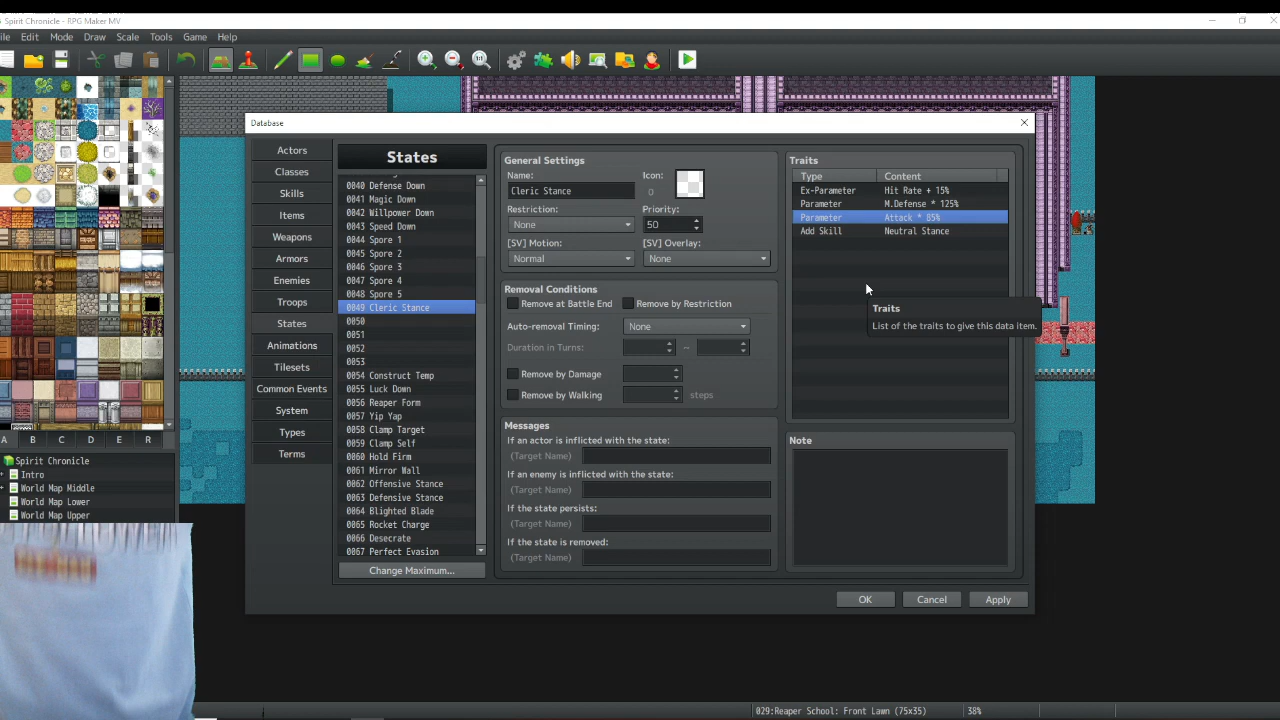 Spirit Chronicle - RPG Maker MV
Edit Mode Draw Scale Tools Game Help
Database
Actors
Classes
Skills
Items
Weapons
Armors
Enemies
Troops
States
Animations
Tilesets
Common Events
System
Types
Terms
States
0040 Defense Down
0041 Magic Down
0042 Willpower Down
0043 Speed Down
0044 Spore 1
0045 Spore 2
0046 Spore 3
0047 Spore 4
0048 Spore 5
0049 Cleric Stance
0050
0051
0052
0053
0054 Construct Temp
0055 Luck Down
0056 Reaper Form
0057 Yip Yap
0058 Clamp Target
0059 Clamp Self
0060 Hold Firm
0061 Mirror Wall
0062 Offensive Stance
0063 Defensive Stance
0064 Blighted Blade
0065 Rocket Charge
0066 Desecrate
0067 Perfect Evasion
Change Maximum...
General Settings
Name: Icon:
Cleric Stance 0
Restriction: Priority:
None 50
[SV] Motion: [SV] Overlay:
Normal None
Removal Conditions
Remove at Battle End Remove by Restriction
Auto-removal Timing: None
Duration in Turns: ~
Remove by Damage
Remove by Walking steps
Messages
If an actor is inflicted with the state:
(Target Name)
If an enemy is inflicted with the state:
(Target Name)
If the state persists:
(Target Name)
If the state is removed:
(Target Name)
Traits
Type Content
Ex-Parameter Hit Rate + 15%
Parameter M.Defense * 125%
Parameter Attack * 85%
Add Skill Neutral Stance
Traits
List of the traits to give this data item.
Note
OK Cancel Apply
A B C D E R
Spirit Chronicle
Intro
World Map Middle
World Map Lower
World Map Upper
029:Reaper School: Front Lawn (75x35) 38%